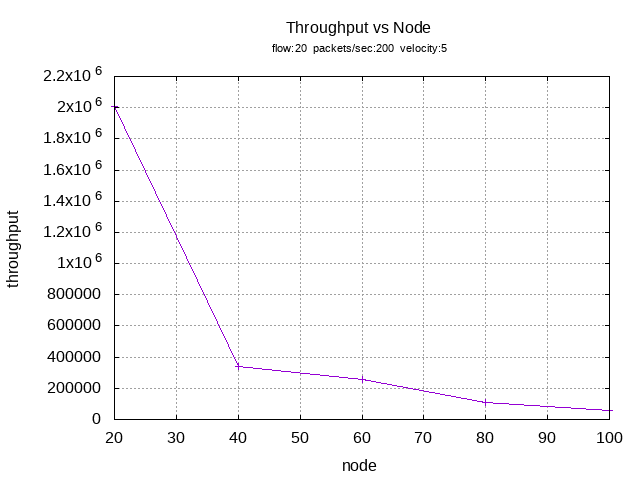 Throughput vs Node
flow:20 packets/sec:200 velocity:5
2.2x10 6
2x10 6
1.8x10 6
1.6x10 6
1.4x10 6
1.2x10 6
1x10 6
800000
600000
400000
200000
0
throughput
20 30 40 50 60 70 80 90 100
node